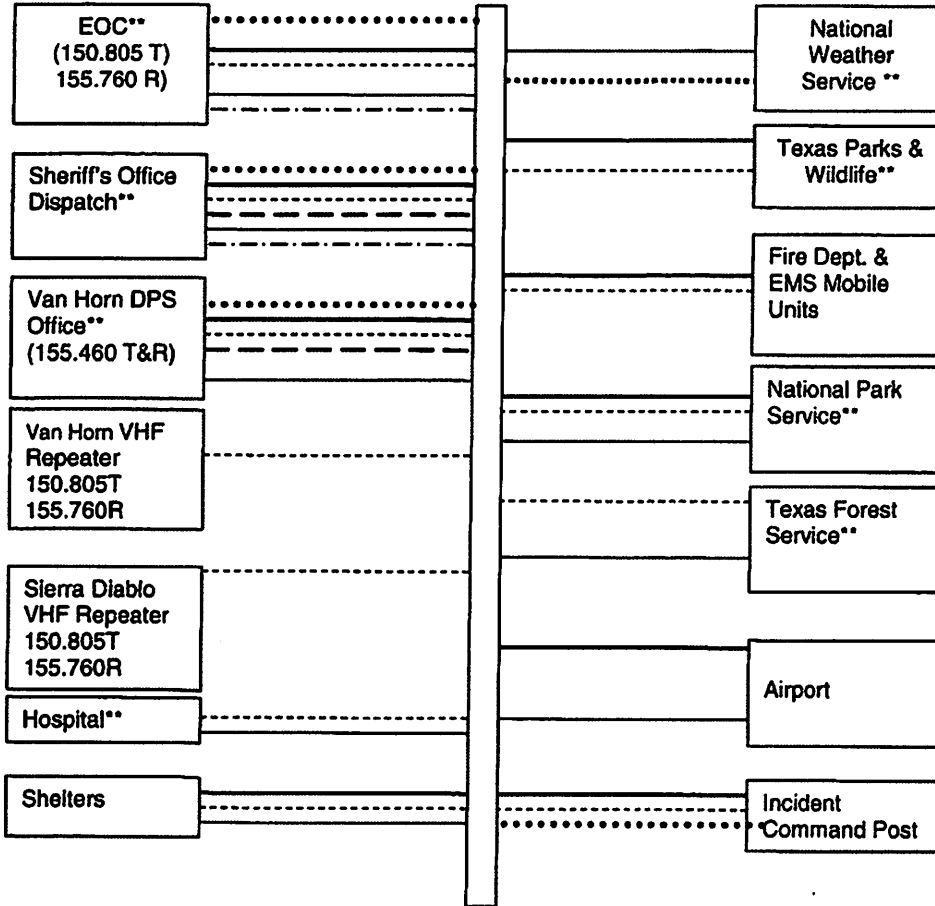 EOC**
(150.805 T)
155.760 R)
Sheriff's Office
Dispatch**
Van Horn DPS
Office**
(155.460 T&R)
Van Horn VHF
Repeater
150.805T
155.760R
Sierra Diablo
VHF Repeater
150.805T
155.760R
Hospital**
Shelters
National
Weather
Service **
Texas Parks &
Wildlife**
Fire Dept. &
EMS Mobile
Units
National Park
Service**
Texas Forest
Service**
Airport
Incident
Command Post